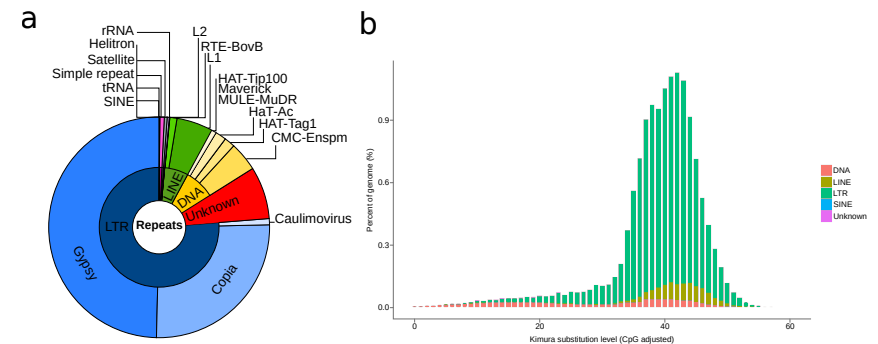 a
rRNA
Helitron
Satellite
Simple repeat
tRNA
SINE
L2
RTE-BovB
L1
HAT-Tip100
Maverick
MULE-MuDR
HaT-Ac
HAT-Tag1
CMC-Enspm
LINE
DNA
Unknown
Caulimovirus
LTR
Repeats
Gypsy
Copia
b
Percent of genome (%)
0.9
0.6
0.3
0.0
0
20
40
60
Kimura substitution level (CpG adjusted)
DNA
LINE
LTR
SINE
Unknown